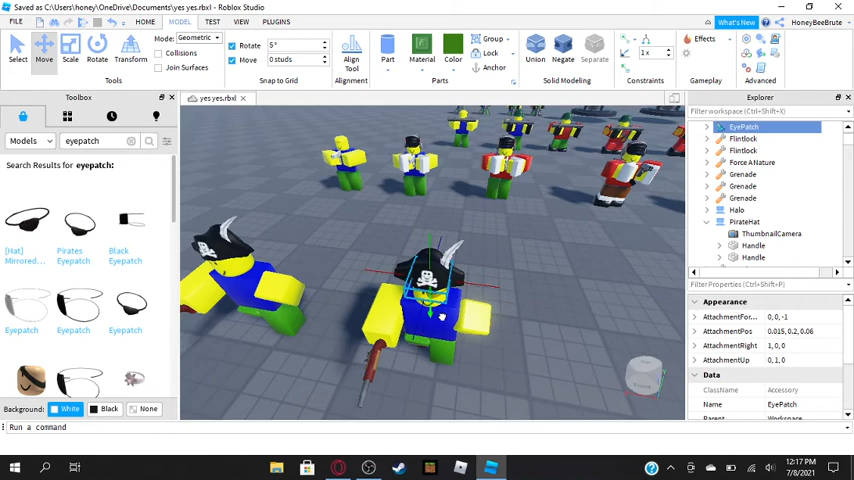 Saved as C:\Users\honey\OneDrive\Documents\yes yes.rbxl] - Roblox Studio
FILE
HOME
MODEL
TEST
VIEW
PLUGINS
What's New
HoneyBeeBrute
Select
Move
Scale
Rotate
Transform
Mode: Geometric
Collisions
Join Surfaces
Tools
Rotate 5 °
Move 0 studs
Snap to Grid
Align Tool
Alignment
Part
Material
Color
Group
Lock
Anchor
Parts
Union
Negate
Separate
Solid Modeling
1 x
Constraints
Effects
Gameplay
Advanced
Toolbox
yes yes.rbxl
Explorer
Filter workspace (Ctrl+Shift+X)
Models
eyepatch
Search Results for eyepatch:
[Hat] Mirrored...
Pirates Eyepatch
Black Eyepatch
Eyepatch
Eyepatch
Eyepatch
Background: White Black None
Run a command
EyePatch
Flintlock
Flintlock
Force A Nature
Grenade
Grenade
Grenade
Halo
PirateHat
ThumbnailCamera
Handle
Handle
Filter Properties (Ctrl+Shift+P)
Appearance
AttachmentFor... 0, 0, -1
AttachmentPos 0.015, 0.2, 0.06
AttachmentRight 1, 0, 0
AttachmentUp 0, 1, 0
Data
ClassName Accessory
Name EyePatch
Parent Workspace
12:17 PM
7/8/2021